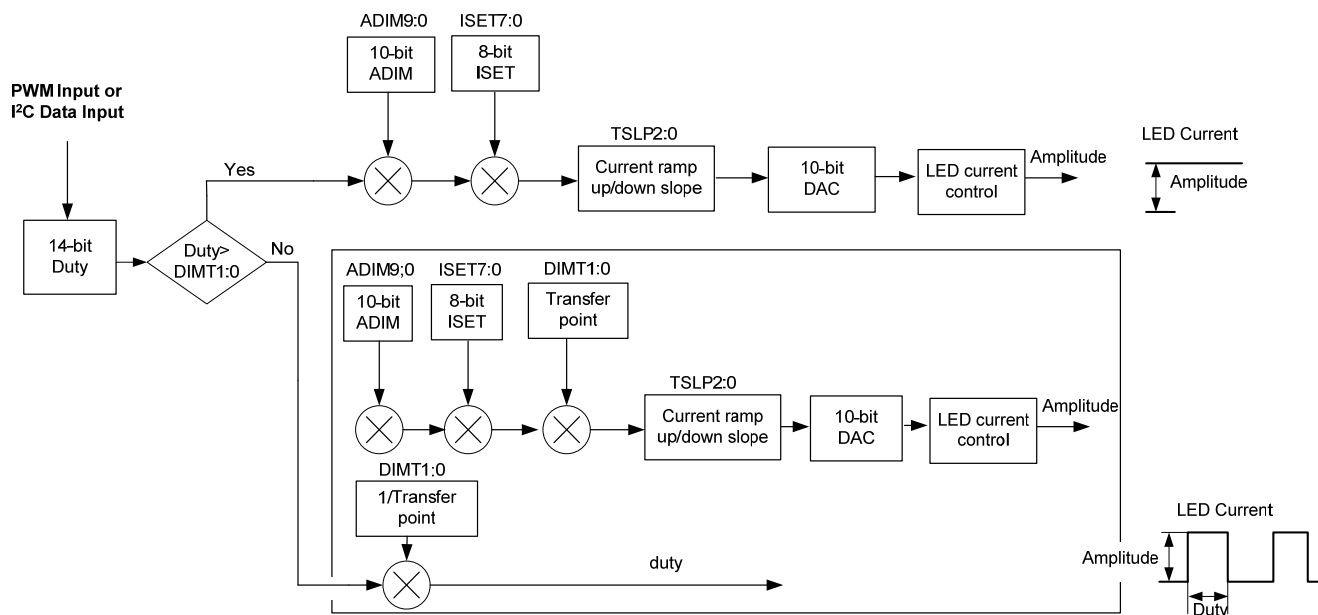 ADIM9:0
ISET7:0
10-bit
ADIM
8-bit
ISET
PWM Input or
I²C Data Input
TSLP2:0
LED Current
Yes
Current ramp
up/down slope
10-bit
DAC
LED current
control
Amplitude
Amplitude
14-bit
Duty
Duty>
DIMT1:0
No
ADIM9;0
ISET7:0
DIMT1:0
10-bit
ADIM
8-bit
ISET
Transfer
point
TSLP2:0
Current ramp
up/down slope
10-bit
DAC
LED current
control
Amplitude
DIMT1:0
1/Transfer
point
duty
LED Current
Amplitude
Duty